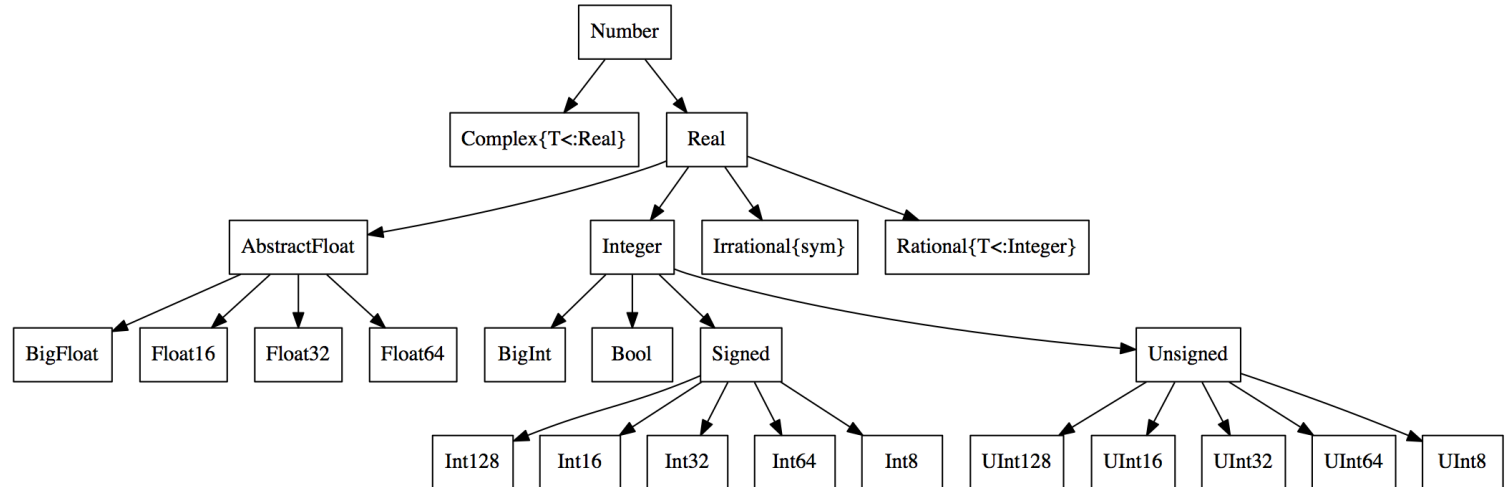 Number
Complex{T<:Real}
Real
AbstractFloat
Integer
Irrational{sym}
Rational{T<:Integer}
BigFloat
Float16
Float32
Float64
BigInt
Bool
Signed
Unsigned
Int128
Int16
Int32
Int64
Int8
UInt128
UInt16
UInt32
UInt64
UInt8